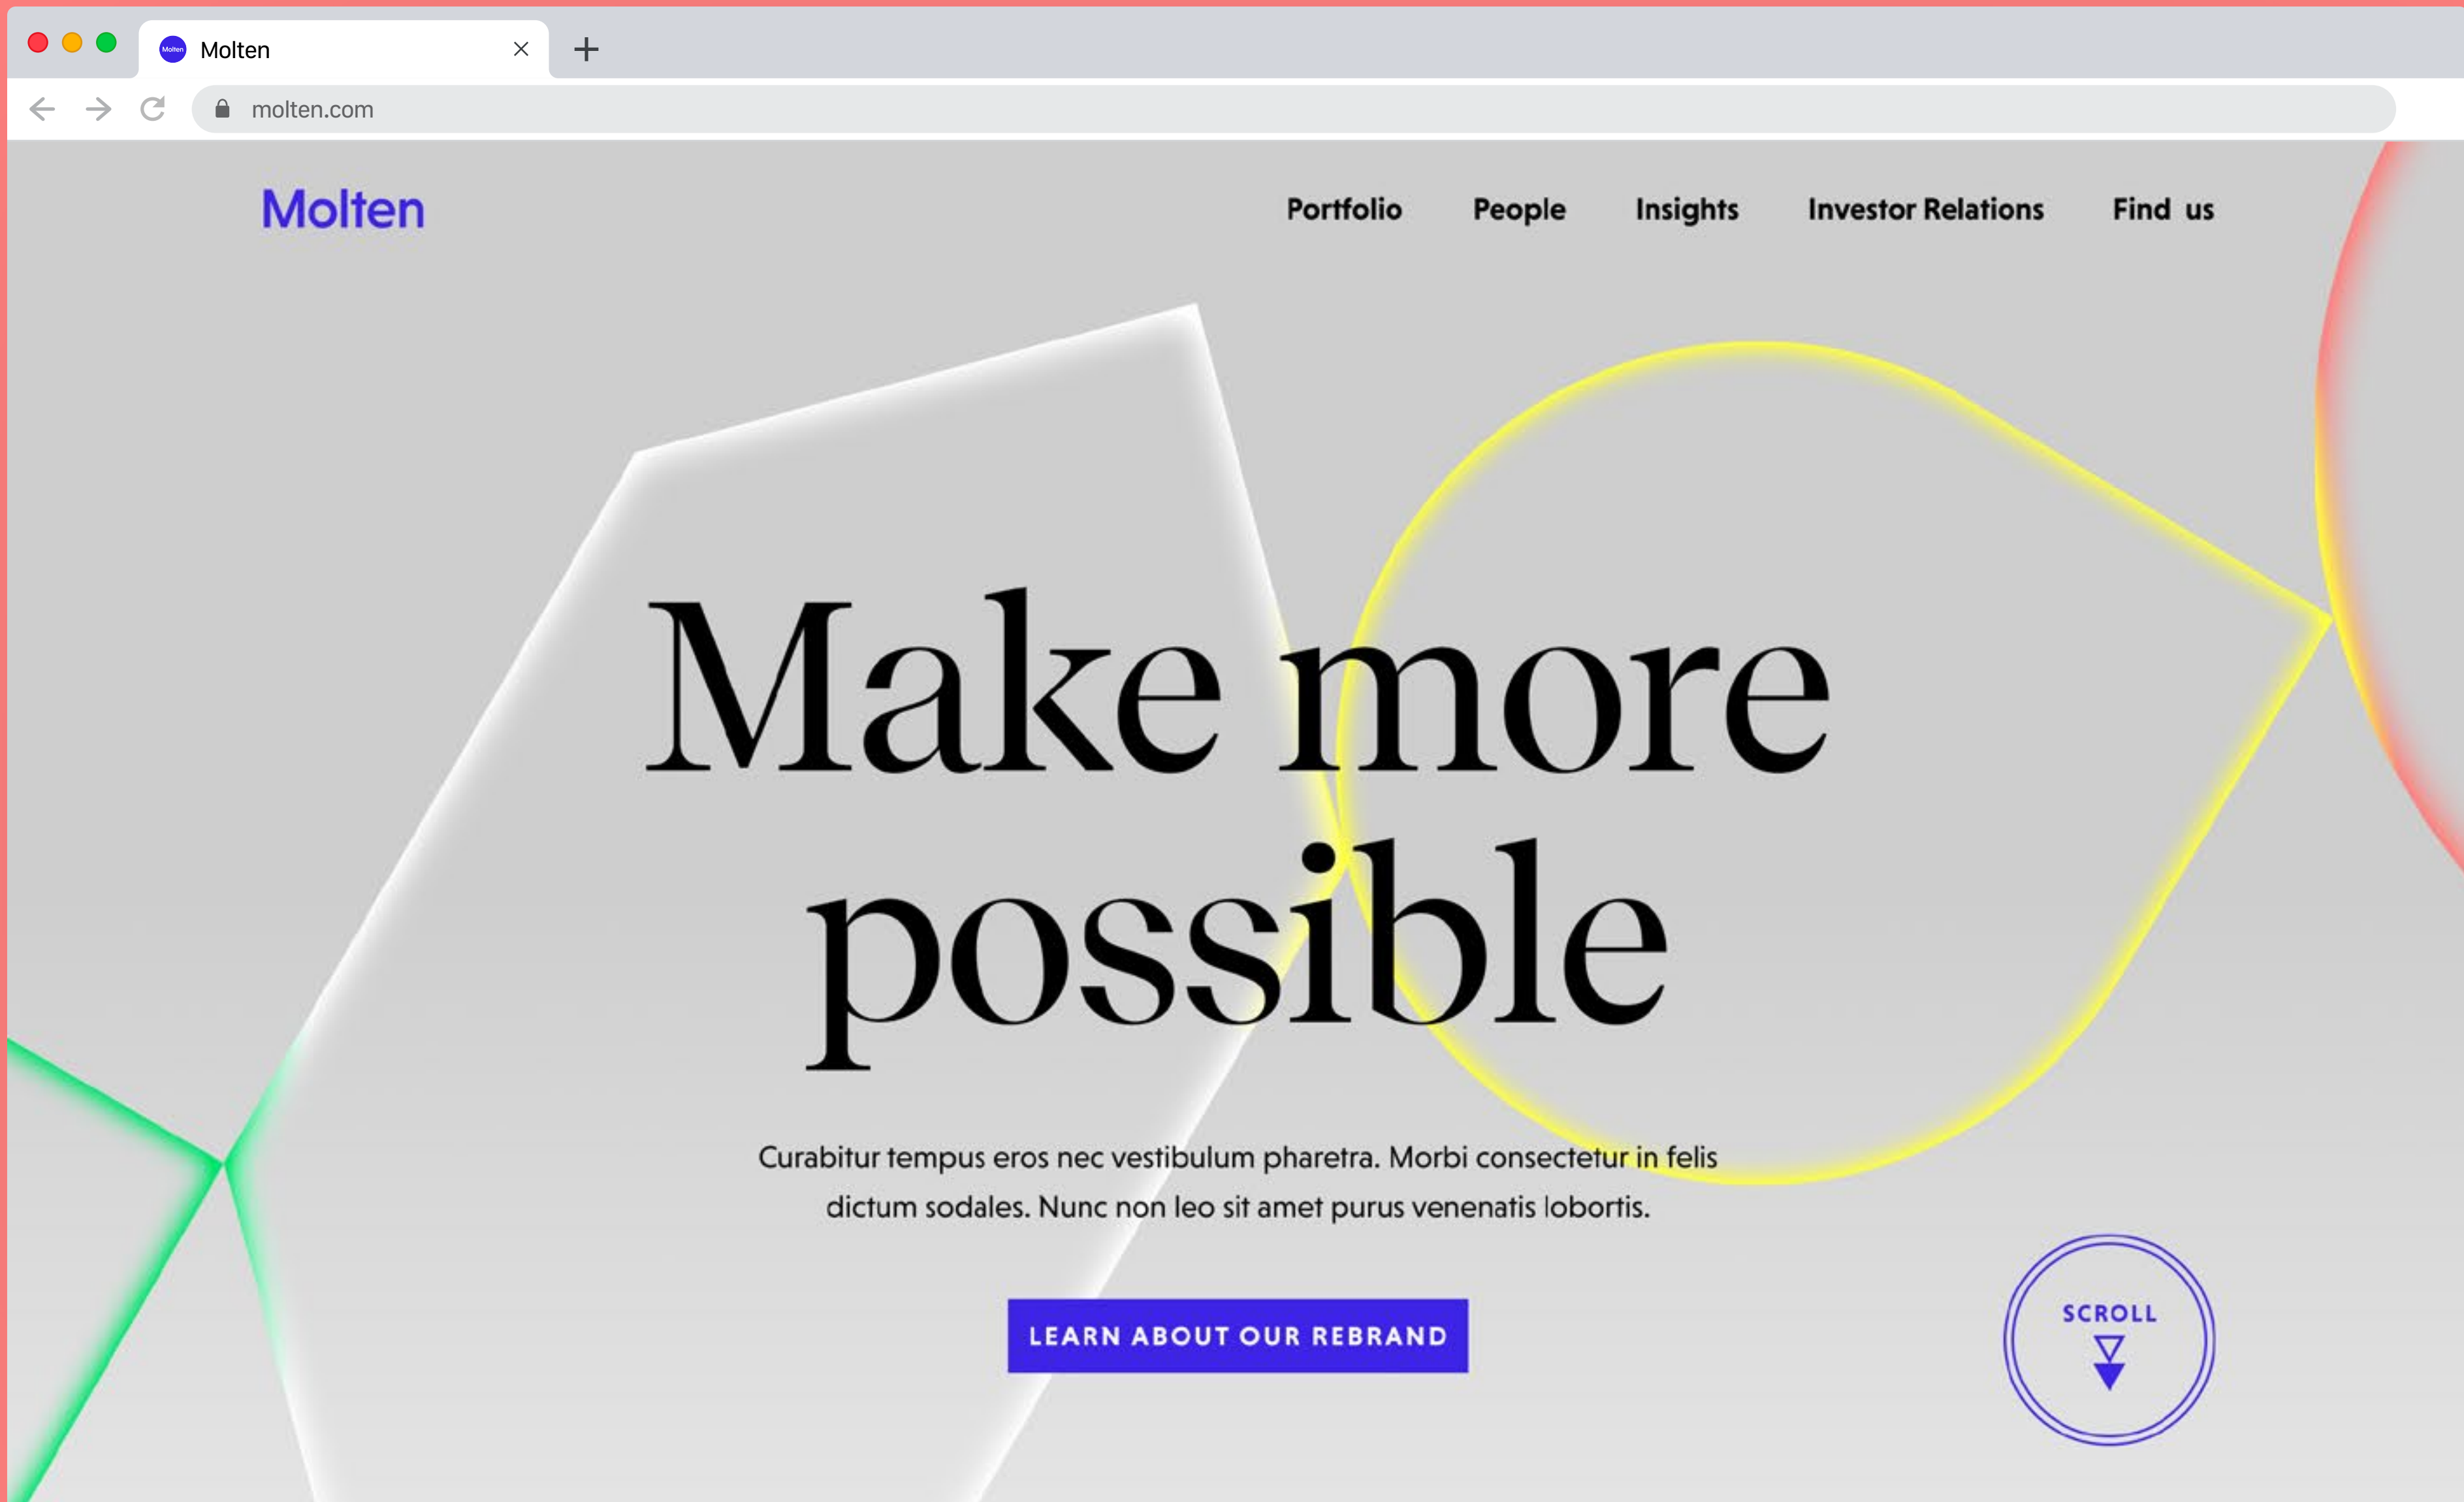 Molten
Molten
molten.com
Molten
Portfolio People Insights Investor Relations Find us
Make more
possible
Curabitur tempus eros nec vestibulum pharetra. Morbi consectetur in felis
dictum sodales. Nunc non leo sit amet purus venenatis lobortis.
LEARN ABOUT OUR REBRAND
SCROLL